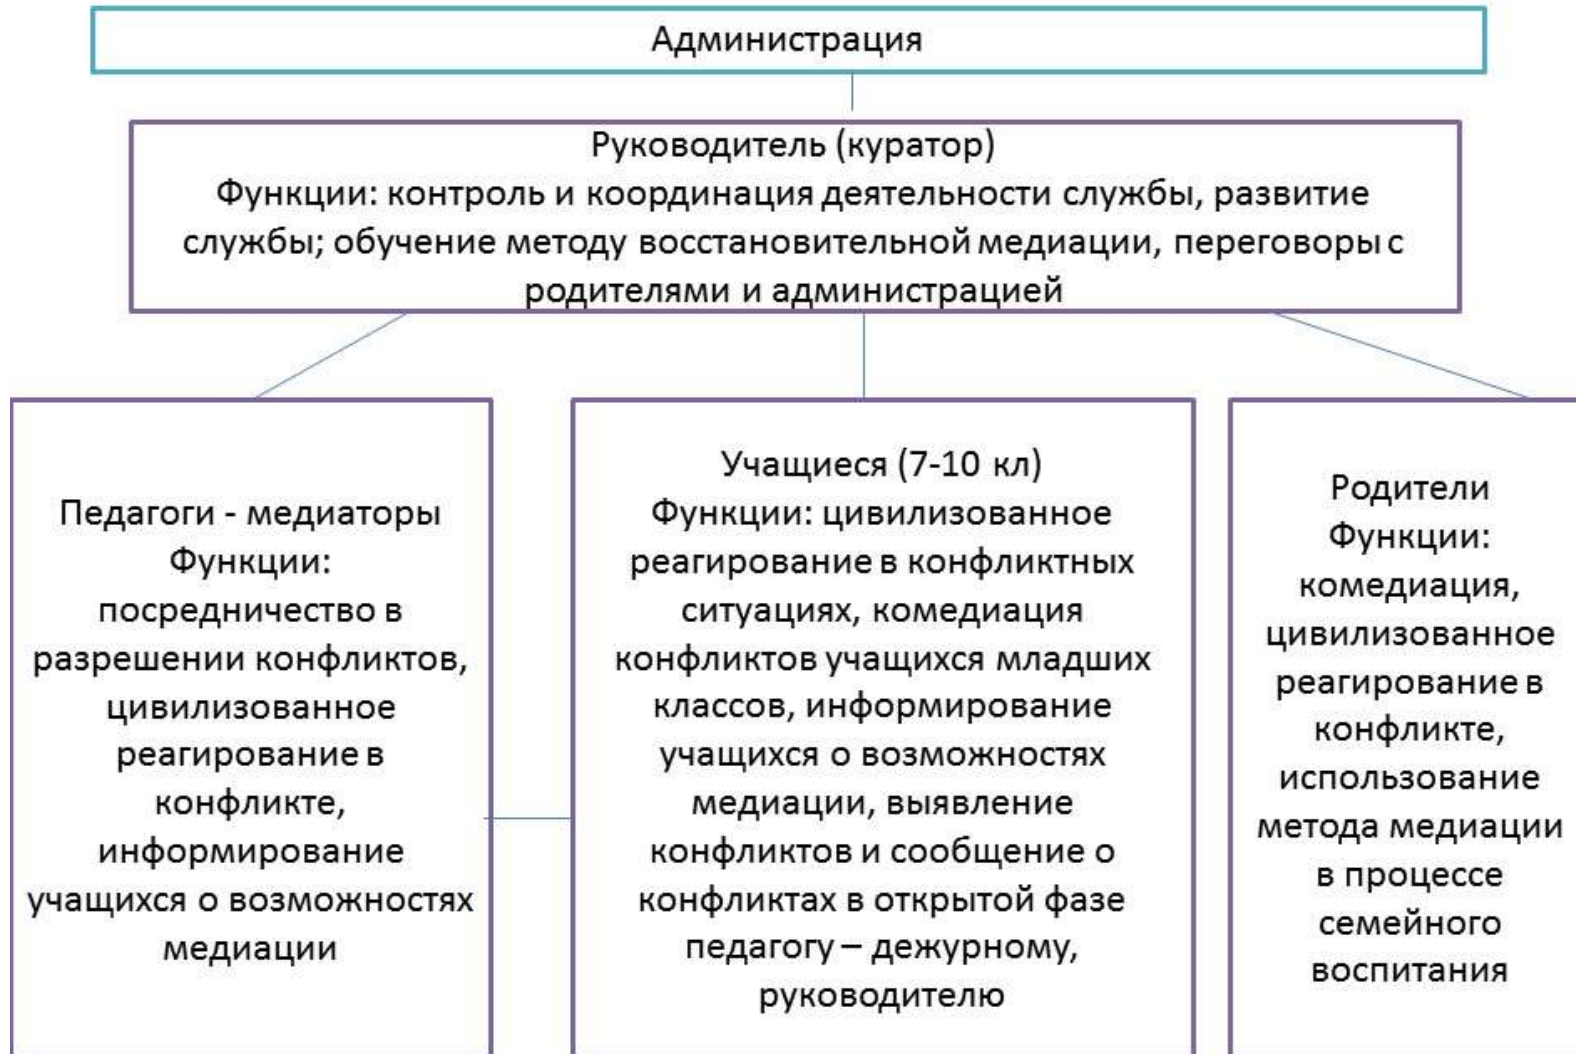 Администрация
Руководитель (куратор)
Функции: контроль и координация деятельности службы, развитие
службы; обучение методу восстановительной медиации, переговоры с
родителями и администрацией
Педагоги - медиаторы
Функции:
посредничество в
разрешении конфликтов,
цивилизованное
реагирование в
конфликте,
информирование
учащихся о возможностях
медиации
Учащиеся (7-10 кл)
Функции: цивилизованное
реагирование в конфликтных
ситуациях, комедиация
конфликтов учащихся младших
классов, информирование
учащихся о возможностях
медиации, выявление
конфликтов и сообщение о
конфликтах в открытой фазе
педагогу – дежурному,
руководителю
Родители
Функции:
комедиация,
цивилизованное
реагирование в
конфликте,
использование
метода медиации
в процессе
семейного
воспитания